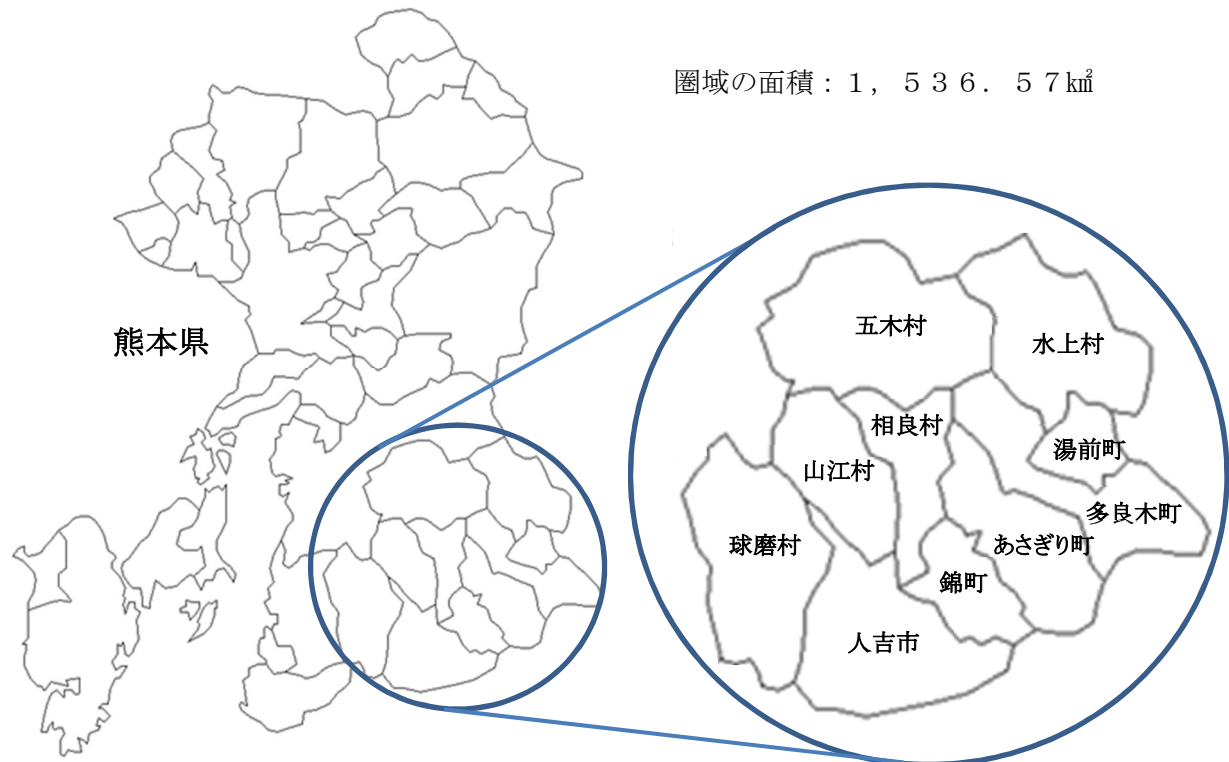 圏域の面積：１，５３６．５７㎢
熊本県
五木村
水上村
相良村
湯前町
山江村
多良木町
球磨村
あさぎり町
錦町
人吉市